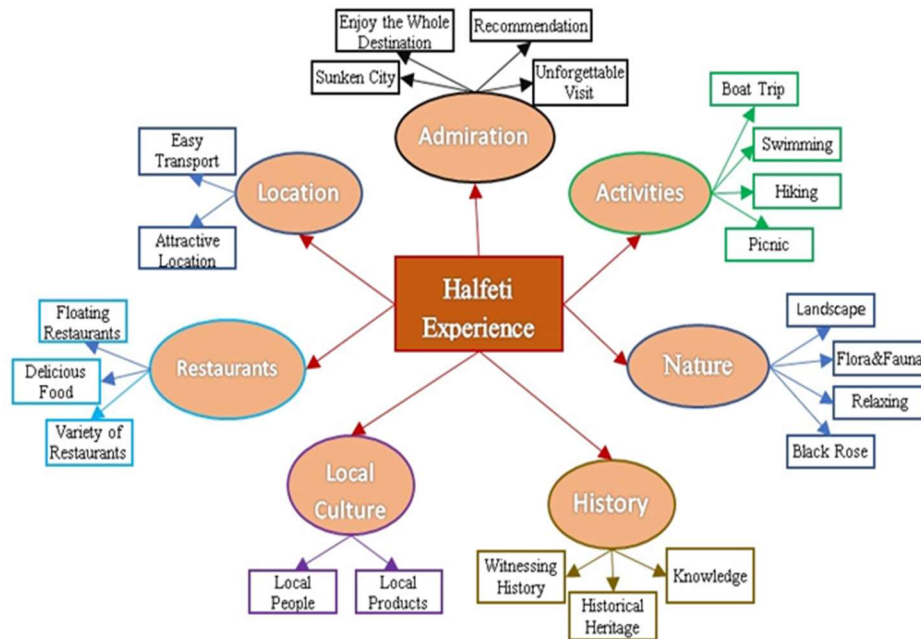 Enjoy the Whole
Destination
Recommendation
Sunken City
Unforgettable
Visit
Admiration
Boat Trip
Swimming
Hiking
Picnic
Activities
Easy
Transport
Attractive
Location
Location
Halfeti
Experience
Floating
Restaurants
Delicious
Food
Variety of
Restaurants
Restaurants
Landscape
Flora&Fauna
Relaxing
Black Rose
Nature
Local
Culture
Local
People
Local
Products
History
Witnessing
History
Historical
Heritage
Knowledge